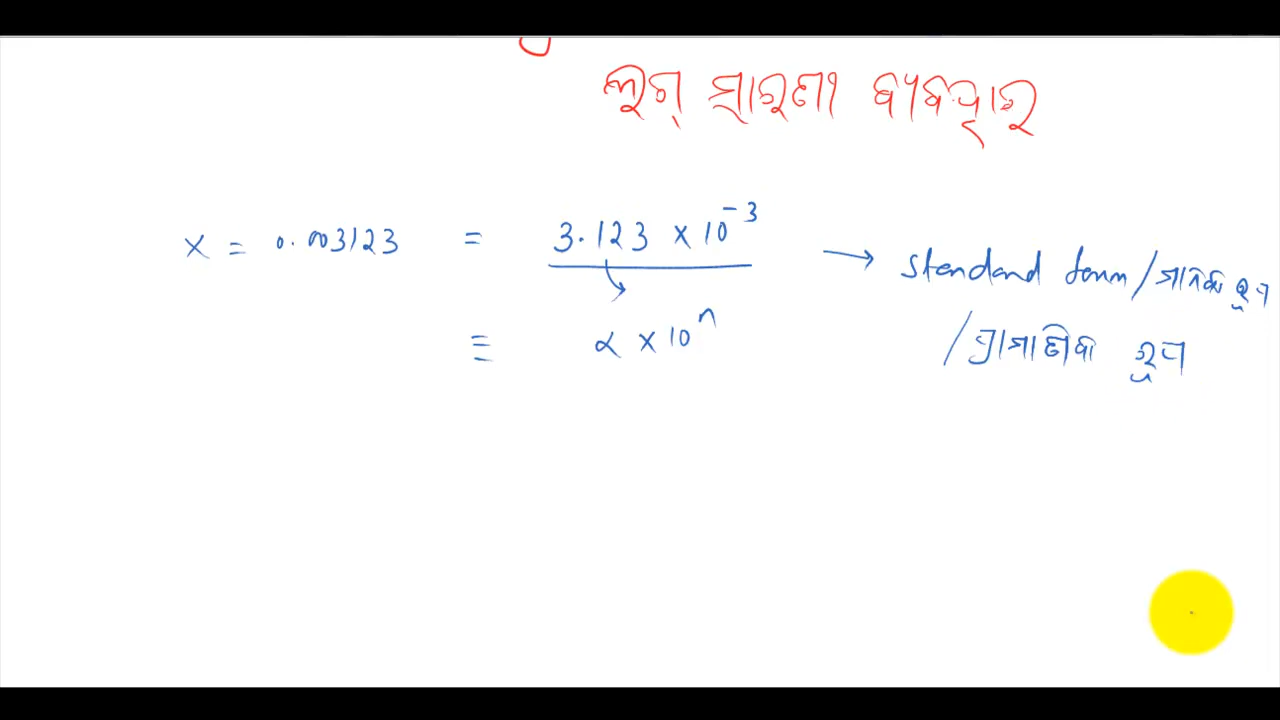 ଲଗ୍ ସାରଣୀ ବ୍ୟବହାର
x = 0.003123 = 3.123 × 10⁻³ → standard form / ମାନକ ରୂପ
≡ α × 10ⁿ / ପ୍ରାମାଣିକ ରୂପ